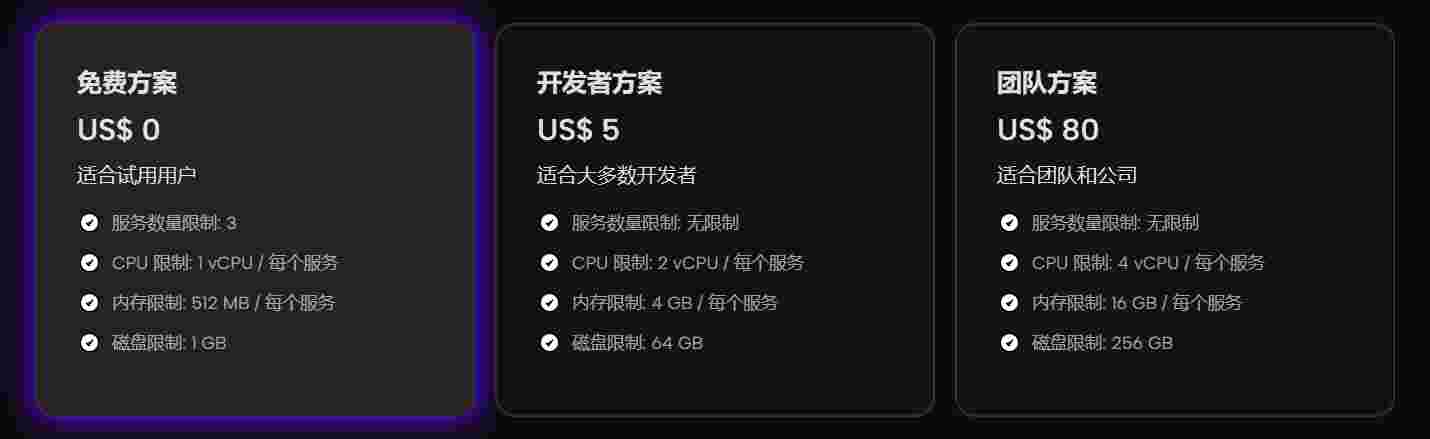 免费方案
US$ 0
适合试用用户
服务数量限制: 3
CPU 限制: 1 vCPU / 每个服务
内存限制: 512 MB / 每个服务
磁盘限制: 1 GB
开发者方案
US$ 5
适合大多数开发者
服务数量限制: 无限制
CPU 限制: 2 vCPU / 每个服务
内存限制: 4 GB / 每个服务
磁盘限制: 64 GB
团队方案
US$ 80
适合团队和公司
服务数量限制: 无限制
CPU 限制: 4 vCPU / 每个服务
内存限制: 16 GB / 每个服务
磁盘限制: 256 GB